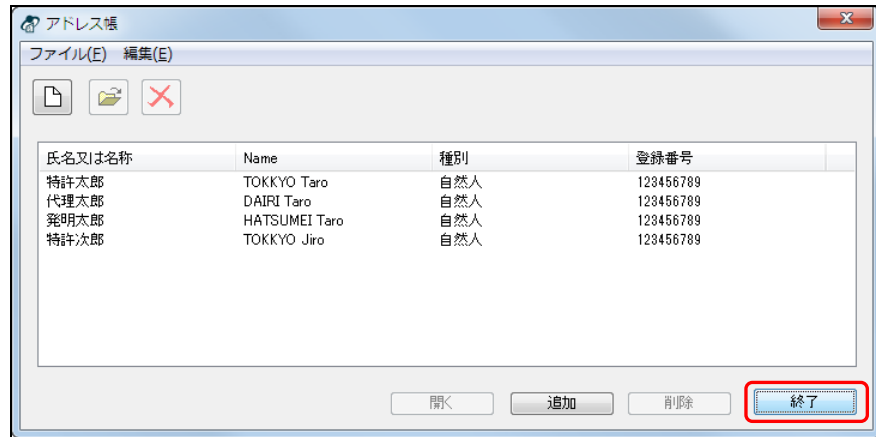 アドレス帳
ファイル(F) 編集(E)
氏名又は名称 Name 種別 登録番号
特許太郎 TOKKYO Taro 自然人 123456789
代理太郎 DAIRI Taro 自然人 123456789
発明太郎 HATSUMEI Taro 自然人 123456789
特許次郎 TOKKYO Jiro 自然人 123456789
開く 追加 削除 終了